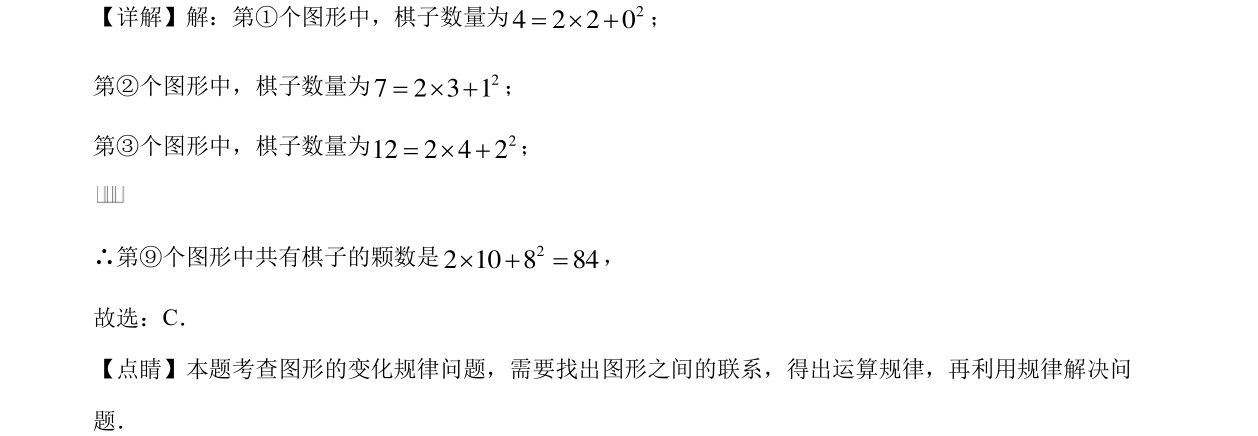 【详解】解：第①个图形中，棋子数量为4=2×2+0²；
第②个图形中，棋子数量为7=2×3+1²；
第③个图形中，棋子数量为12=2×4+2²；
∴第⑨个图形中共有棋子的颗数是2×10+8²=84，
故选：C．
【点睛】本题考查图形的变化规律问题，需要找出图形之间的联系，得出运算规律，再利用规律解决问
题．